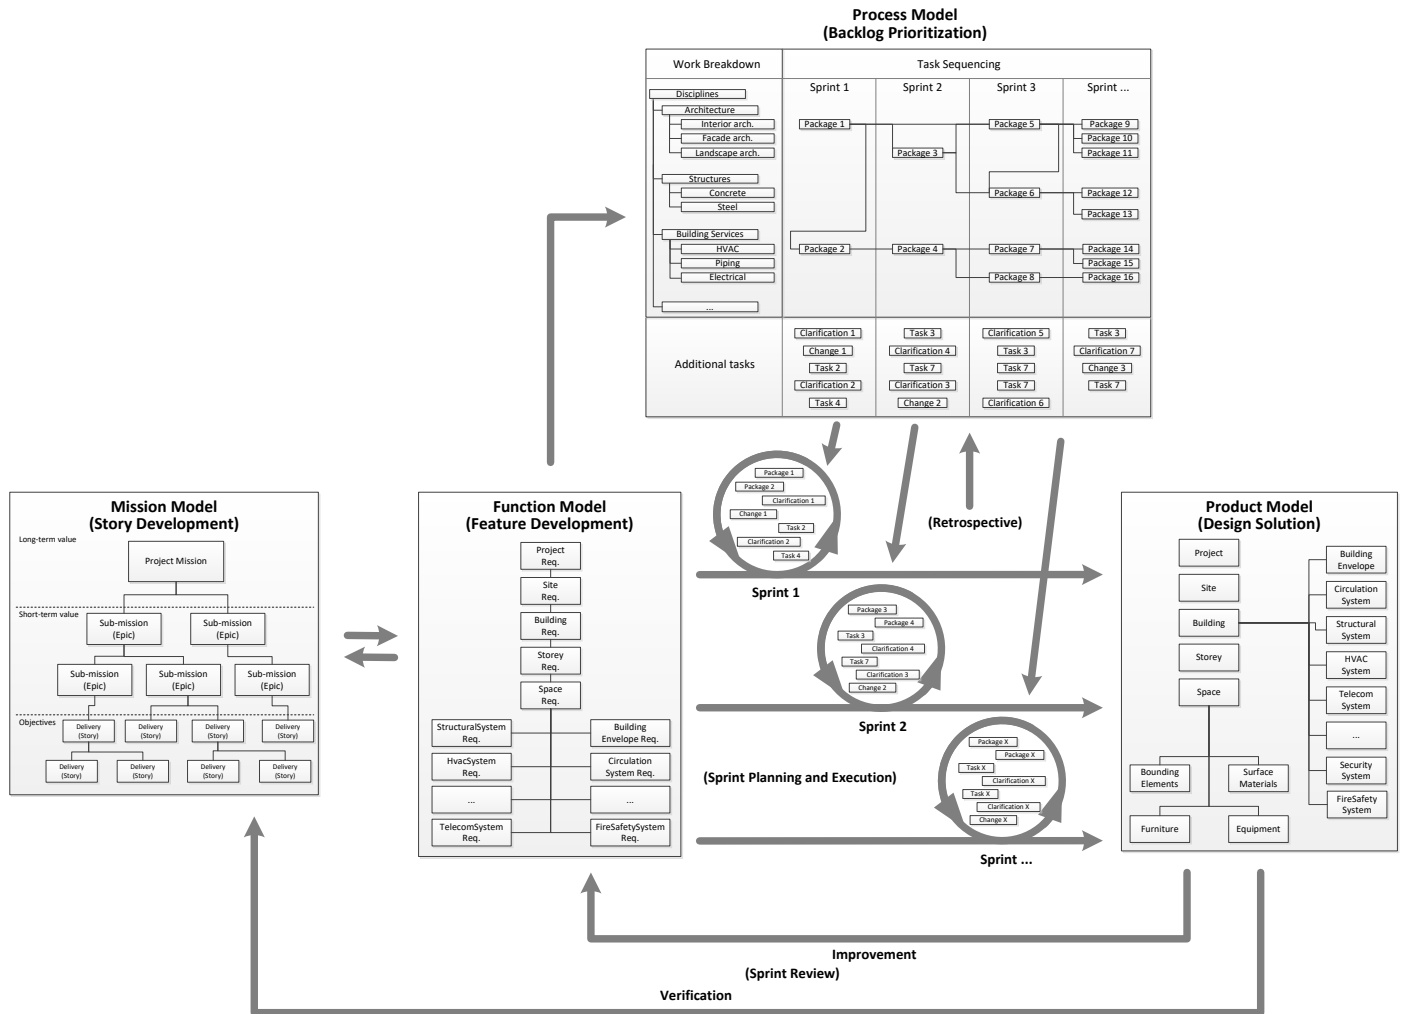 Process Model
(Backlog Prioritization)
Work Breakdown
Task Sequencing
Sprint 1
Sprint 2
Sprint 3
Sprint ...
Disciplines
Architecture
Interior arch.
Facade arch.
Landscape arch.
Structures
Concrete
Steel
Building Services
HVAC
Piping
Electrical
...
Package 1
Package 2
Package 3
Package 4
Package 5
Package 6
Package 7
Package 8
Package 9
Package 10
Package 11
Package 12
Package 13
Package 14
Package 15
Package 16
Additional tasks
Clarification 1
Change 1
Task 2
Clarification 2
Task 4
Task 3
Clarification 4
Task 7
Clarification 3
Change 2
Clarification 5
Task 3
Task 7
Task 7
Clarification 6
Task 3
Clarification 7
Change 3
Task 7
Mission Model
(Story Development)
Long-term value
Project Mission
Short-term value
Sub-mission
(Epic)
Sub-mission
(Epic)
Sub-mission
(Epic)
Sub-mission
(Epic)
Sub-mission
(Epic)
Objectives
Delivery
(Story)
Delivery
(Story)
Delivery
(Story)
Delivery
(Story)
Delivery
(Story)
Delivery
(Story)
Delivery
(Story)
Delivery
(Story)
Function Model
(Feature Development)
Project
Req.
Site
Req.
Building
Req.
Storey
Req.
Space
Req.
StructuralSystem
Req.
Building
Envelope Req.
HvacSystem
Req.
Circulation
System Req.
...
...
TelecomSystem
Req.
FireSafetySystem
Req.
Package 1
Package 2
Clarification 1
Change 1
Task 2
Clarification 2
Task 4
Sprint 1
(Retrospective)
Package 3
Package 4
Task 3
Clarification 4
Task 7
Clarification 3
Change 2
Sprint 2
(Sprint Planning and Execution)
Package X
Package X
Task X
Clarification X
Task X
Clarification X
Change X
Sprint ...
Product Model
(Design Solution)
Project
Site
Building
Storey
Space
Bounding
Elements
Surface
Materials
Furniture
Equipment
Building
Envelope
Circulation
System
Structural
System
HVAC
System
Telecom
System
...
Security
System
FireSafety
System
Improvement
(Sprint Review)
Verification